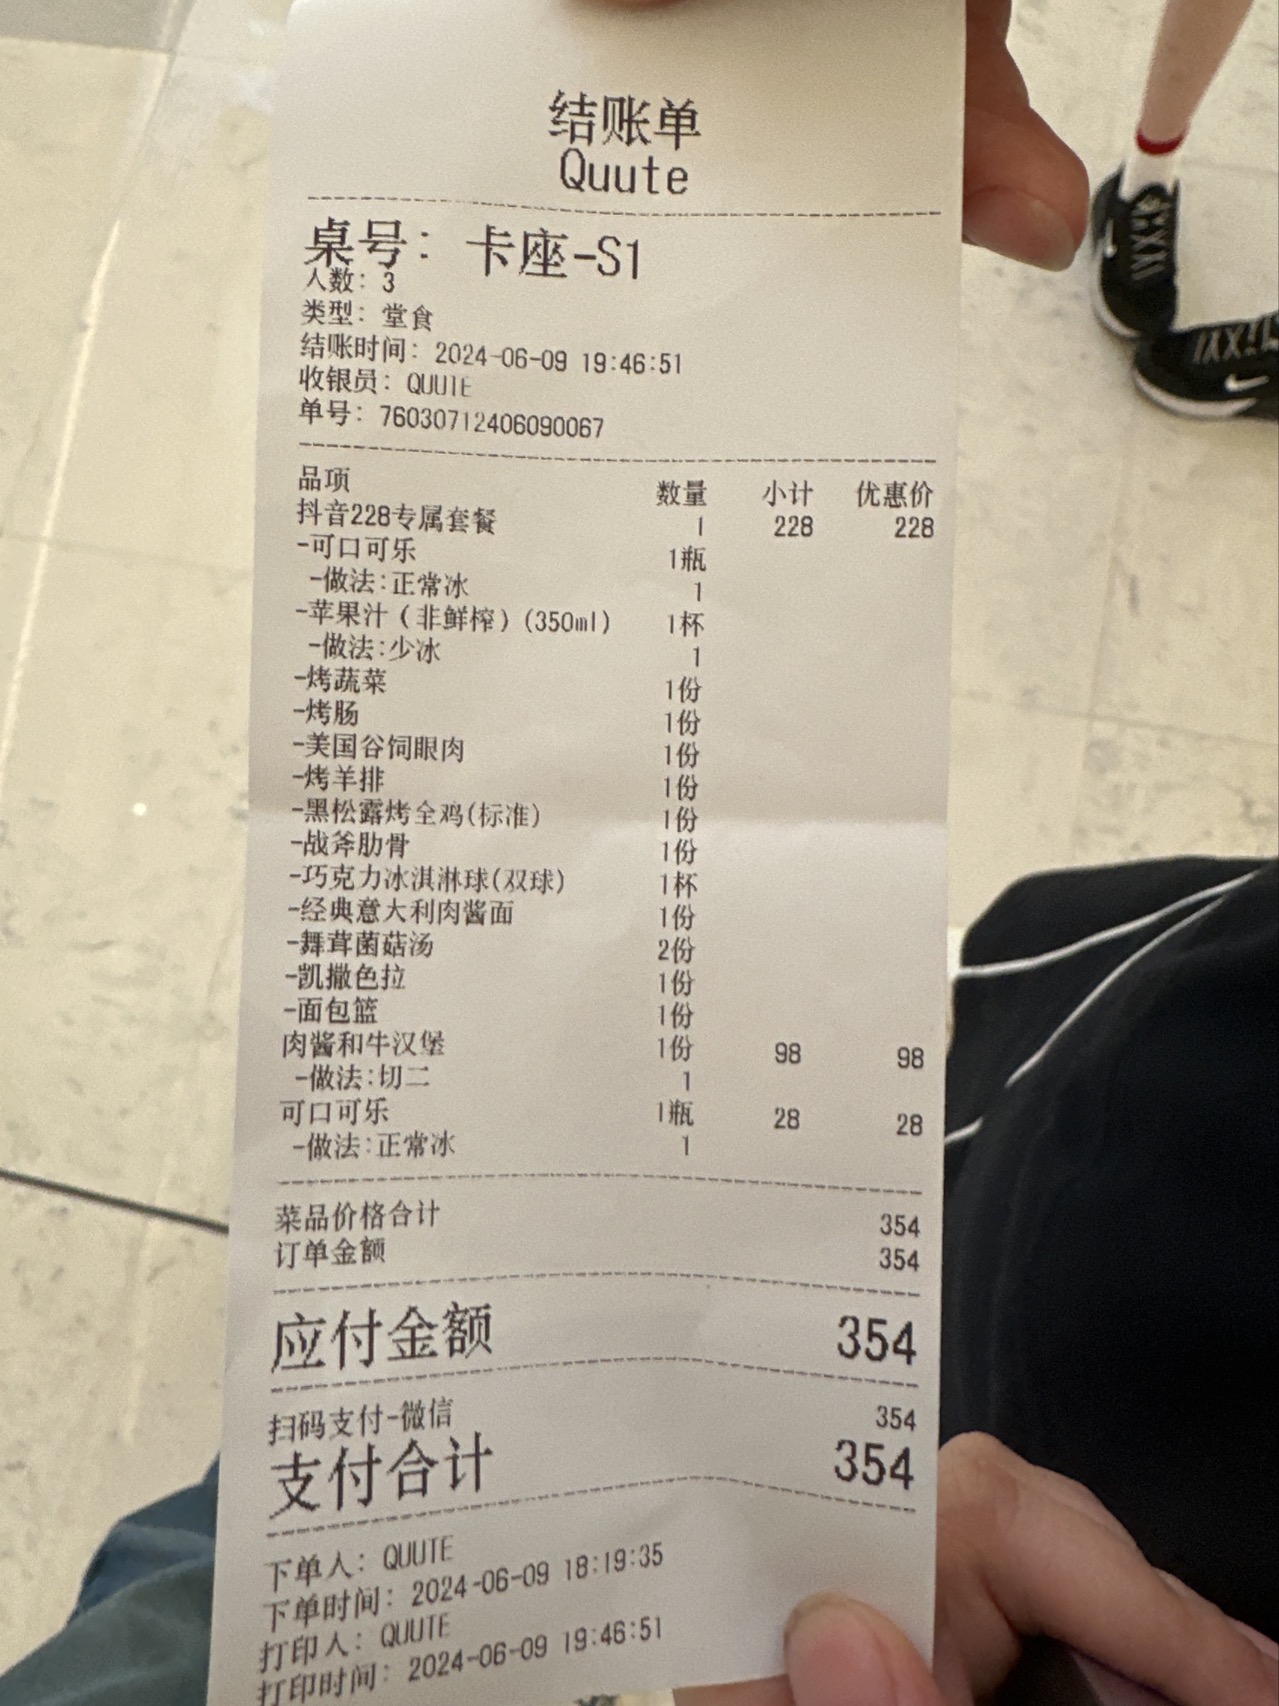 结账单
Quute
桌号：卡座-S1
人数：3
类型：堂食
结账时间：2024-06-09 19:46:51
收银员：QUUTE
单号：76030712406090067
品项 数量 小计 优惠价
抖音228专属套餐 1 228 228
-可口可乐 1瓶
-做法:正常冰 1
-苹果汁（非鲜榨）(350ml) 1杯
-做法:少冰 1
-烤蔬菜 1份
-烤肠 1份
-美国谷饲眼肉 1份
-烤羊排 1份
-黑松露烤全鸡(标准) 1份
-战斧肋骨 1份
-巧克力冰淇淋球(双球) 1杯
-经典意大利肉酱面 1份
-舞茸菌菇汤 2份
-凯撒色拉 1份
-面包篮 1份
肉酱和牛汉堡 1份 98 98
-做法:切二 1
可口可乐 1瓶 28 28
-做法:正常冰 1
菜品价格合计 354
订单金额 354
应付金额 354
扫码支付-微信 354
支付合计 354
下单人：QUUTE
下单时间：2024-06-09 18:19:35
打印人：QUUTE
打印时间：2024-06-09 19:46:51